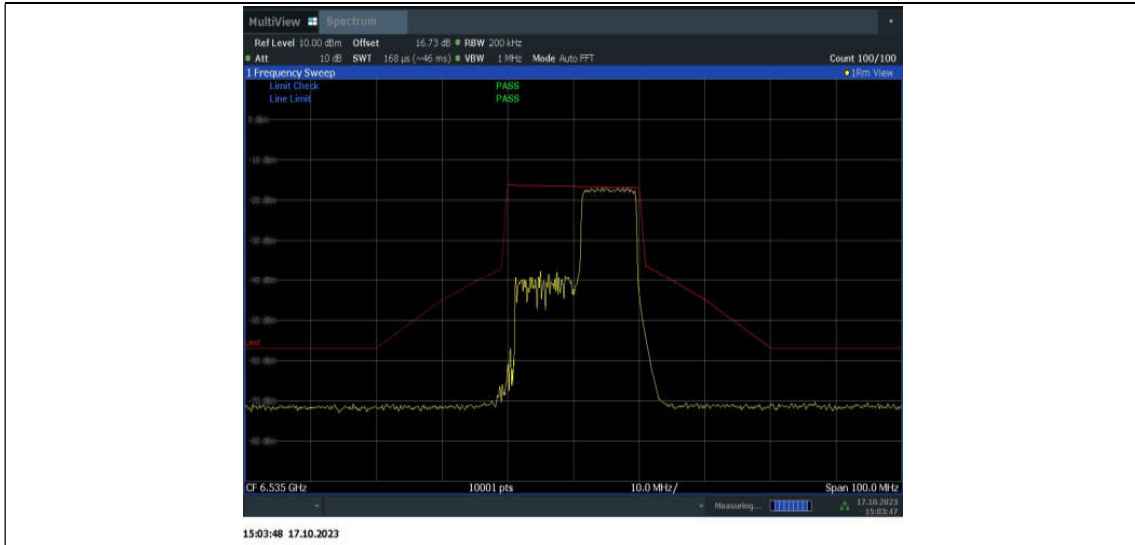 MultiView Spectrum
Ref Level 10.00 dBm Offset 16.73 dB RBW 200 kHz
Att 10 dB SWT 168 µs (~46 ms) VBW 1 MHz Mode Auto FFT Count 100/100
1 Frequency Sweep 1Rm View
Limit Check PASS
Line Limit PASS
0 dBm
-10 dBm
-20 dBm
-30 dBm
-40 dBm
-50 dBm
-60 dBm
-70 dBm
-80 dBm
CF 6.535 GHz 10001 pts 10.0 MHz/ Span 100.0 MHz
Measuring... 17.10.2023
15:03:47
15:03:48 17.10.2023